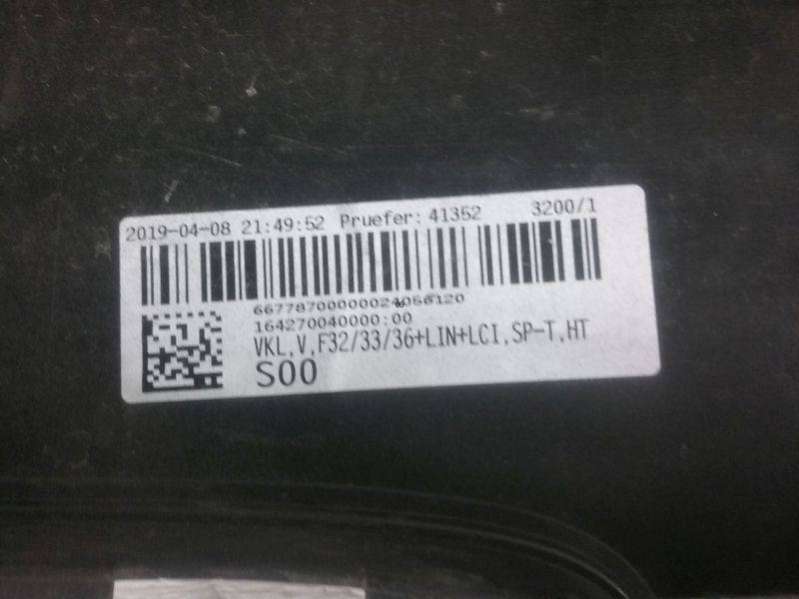 2019-04-08 21:49:52 Pruefer: 41352 3200/1
6677870000024056120
164270040000:00
VKL,V,F32/33/36+LIN+LCI,SP-T,HT
S00